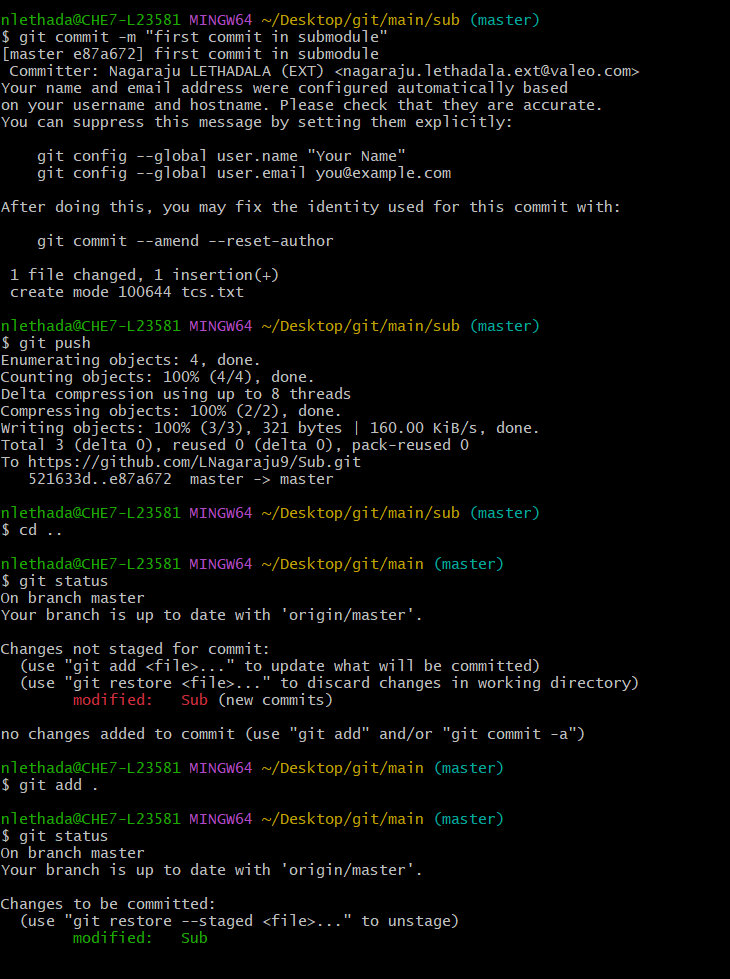 nlethada@CHE7-L23581 MINGW64 ~/Desktop/git/main/sub (master)
$ git commit -m "first commit in submodule"
[master e87a672] first commit in submodule
 Committer: Nagaraju LETHADALA (EXT) <nagaraju.lethadala.ext@valeo.com>
Your name and email address were configured automatically based
on your username and hostname. Please check that they are accurate.
You can suppress this message by setting them explicitly:

    git config --global user.name "Your Name"
    git config --global user.email you@example.com

After doing this, you may fix the identity used for this commit with:

    git commit --amend --reset-author

 1 file changed, 1 insertion(+)
 create mode 100644 tcs.txt

nlethada@CHE7-L23581 MINGW64 ~/Desktop/git/main/sub (master)
$ git push
Enumerating objects: 4, done.
Counting objects: 100% (4/4), done.
Delta compression using up to 8 threads
Compressing objects: 100% (2/2), done.
Writing objects: 100% (3/3), 321 bytes | 160.00 KiB/s, done.
Total 3 (delta 0), reused 0 (delta 0), pack-reused 0
To https://github.com/LNagaraju9/Sub.git
   521633d..e87a672  master -> master

nlethada@CHE7-L23581 MINGW64 ~/Desktop/git/main/sub (master)
$ cd ..

nlethada@CHE7-L23581 MINGW64 ~/Desktop/git/main (master)
$ git status
On branch master
Your branch is up to date with 'origin/master'.

Changes not staged for commit:
  (use "git add <file>..." to update what will be committed)
  (use "git restore <file>..." to discard changes in working directory)
        modified:   Sub (new commits)

no changes added to commit (use "git add" and/or "git commit -a")

nlethada@CHE7-L23581 MINGW64 ~/Desktop/git/main (master)
$ git add .

nlethada@CHE7-L23581 MINGW64 ~/Desktop/git/main (master)
$ git status
On branch master
Your branch is up to date with 'origin/master'.

Changes to be committed:
  (use "git restore --staged <file>..." to unstage)
        modified:   Sub